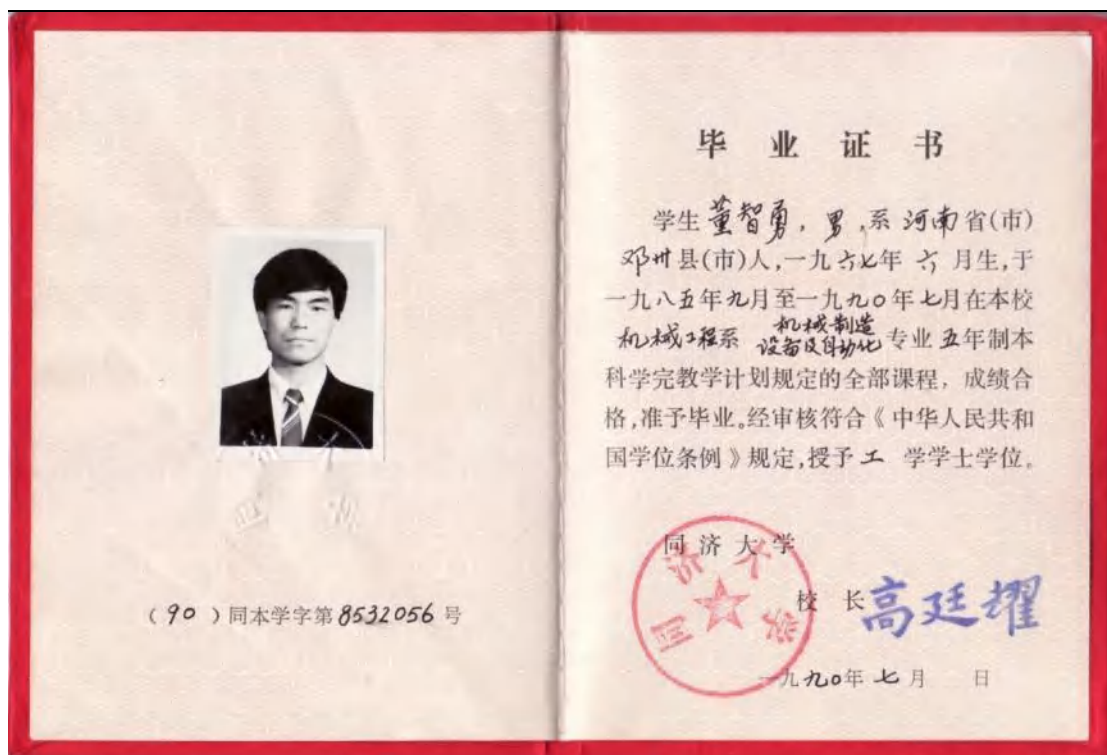 （90）同本学字第8532056号
毕业证书
学生董智勇，男，系河南省(市)
邓州县(市)人，一九六七年六月生，于
一九八五年九月至一九九〇年七月在本校
机械工程系 机械制造
设备及自动化 专业五年制本
科学完教学计划规定的全部课程，成绩合
格，准予毕业。经审核符合《中华人民共和
国学位条例》规定，授予工学学士学位。
同济大学
同济大学
校长 高廷耀
一九九〇年七月 日